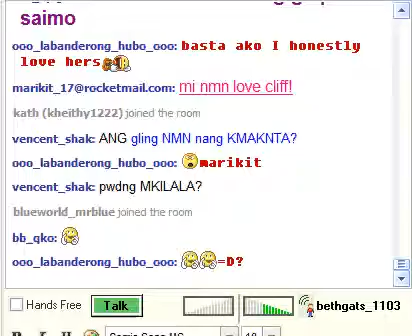 saimo
ooo_labanderong_hubo_ooo: basta ako I honestly
love hers
marikit_17@rocketmail.com: mi nmn love cliff!
kath (kheithy1222) joined the room
vencent_shak: ANG gling NMN nang KMAKNTA?
ooo_labanderong_hubo_ooo: marikit
vencent_shak: pwdng MKILALA?
blueworld_mrblue joined the room
bb_qko:
ooo_labanderong_hubo_ooo: =D?
Hands Free Talk bethgats_1103